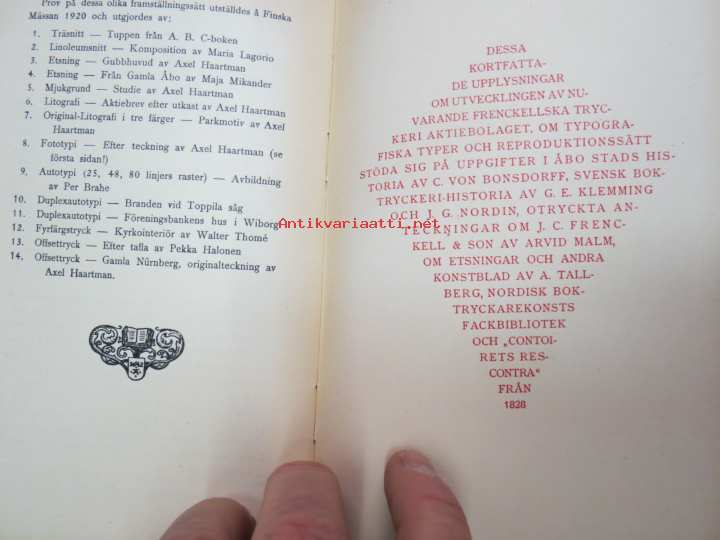 Prov på dessa olika framställningssätt utställdes å Finska
Mässan 1920 och utgjordes av:
1. Träsnitt — Tuppen från A. B. C-boken
2. Linoleumsnitt — Komposition av Maria Lagorio
3. Etsning — Gubbhuvud av Axel Haartman
4. Etsning — Från Gamla Åbo av Maja Mikander
5. Mjukgrund — Studie av Axel Haartman
6. Litografi — Aktiebrev efter utkast av Axel Haartman
7. Original-Litografi i tre färger — Parkmotiv av Axel
Haartman
8. Fototypi — Efter teckning av Axel Haartman (se
första sidan!)
9. Autotypi (25, 48, 80 linjers raster) — Avbildning
av Per Brahe
10. Duplexautotypi — Branden vid Toppila såg
11. Duplexautotypi — Föreningsbankens hus i Wiborg
12. Fyrfärgstryck — Kyrkointeriör av Walter Thomé
13. Offsettryck — Efter tafla av Pekka Halonen
14. Offsettryck — Gamla Nürnberg, originalteckning av
Axel Haartman.
DESSA
KORTFATTA-
DE UPPLYSNINGAR
OM UTVECKLINGEN AV NU-
VARANDE FRENCKELLSKA TRYC-
KERI AKTIEBOLAGET, OM TYPOGRA-
FISKA TYPER OCH REPRODUKTIONSSÄTT
STÖDA SIG PÅ UPPGIFTER I ÅBO STADS HIS-
TORIA AV C. VON BONSDORFF, SVENSK BOK-
TRYCKERI-HISTORIA AV G. E. KLEMMING
OCH J. G. NORDIN, OTRYCKTA AN-
TECKNINGAR OM J. C. FRENC-
KELL & SON AV ARVID MALM,
OM ETSNINGAR OCH ANDRA
KONSTBLAD AV A. TALL-
BERG, NORDISK BOK-
TRYCKAREKONSTS
FACKBIBLIOTEK
OCH „CONTOI-
RETS RES-
CONTRA“
FRÅN
1828
Antikvariaatti.net